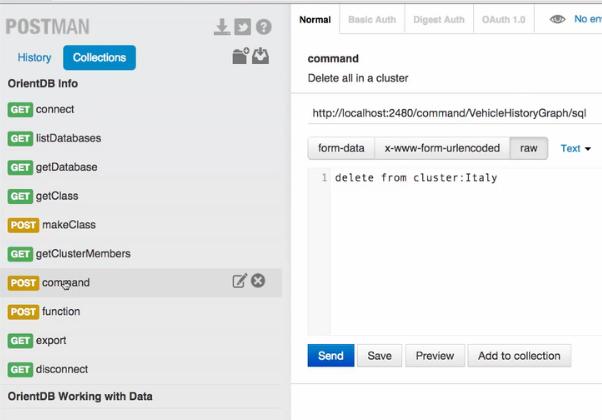 POSTMAN
History
Collections
OrientDB Info
GET connect
GET listDatabases
GET getDatabase
GET getClass
POST makeClass
GET getClusterMembers
POST command
POST function
GET export
GET disconnect
OrientDB Working with Data
Normal
Basic Auth
Digest Auth
OAuth 1.0
No en
command
Delete all in a cluster
http://localhost:2480/command/VehicleHistoryGraph/sql
form-data
x-www-form-urlencoded
raw
Text
1 delete from cluster:Italy
Send
Save
Preview
Add to collection